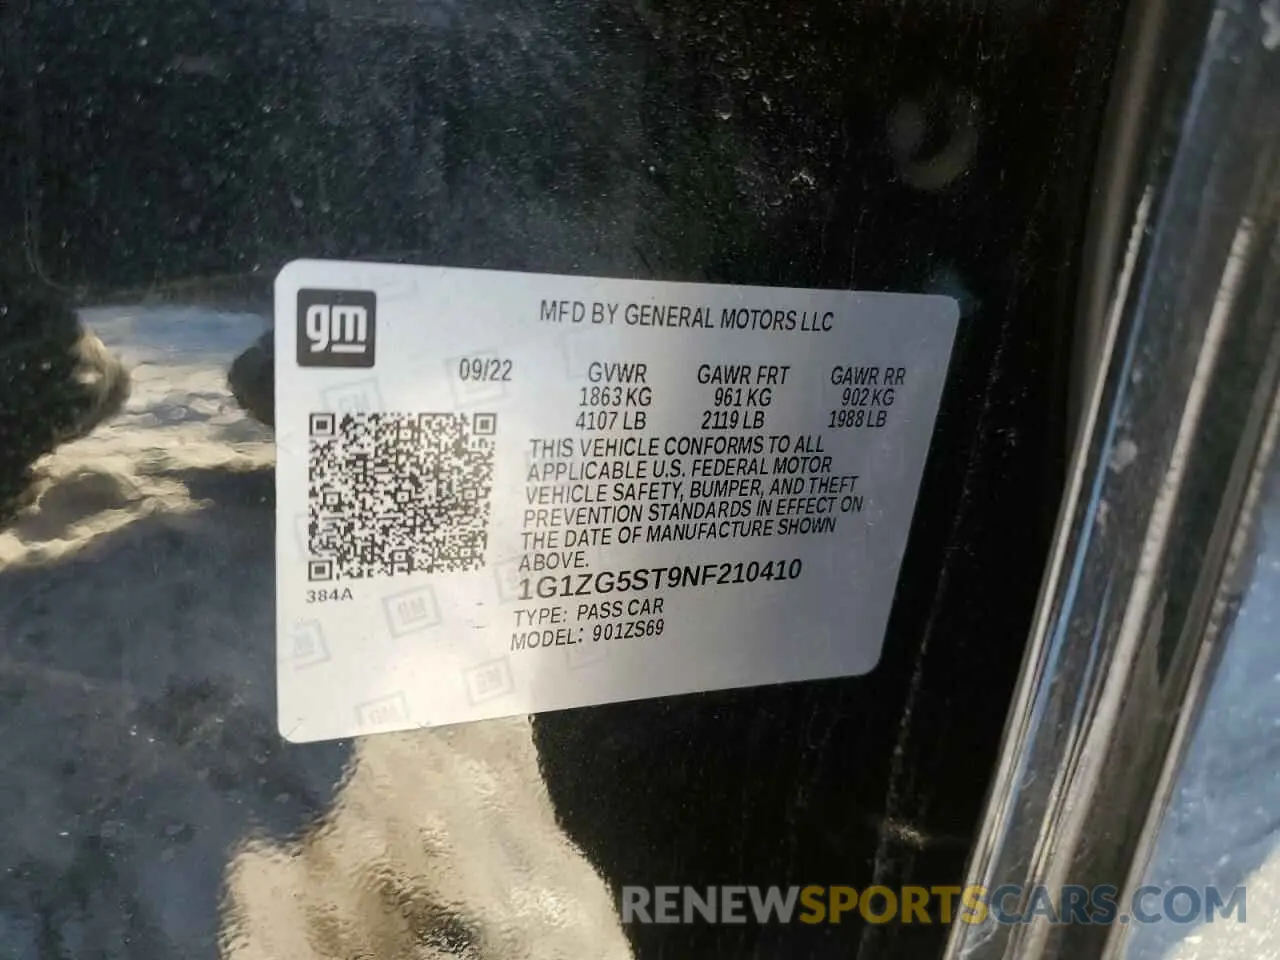 gm
MFD BY GENERAL MOTORS LLC
09/22 GVWR GAWR FRT GAWR RR
1863 KG 961 KG 902 KG
4107 LB 2119 LB 1988 LB
THIS VEHICLE CONFORMS TO ALL
APPLICABLE U.S. FEDERAL MOTOR
VEHICLE SAFETY, BUMPER, AND THEFT
PREVENTION STANDARDS IN EFFECT ON
THE DATE OF MANUFACTURE SHOWN
ABOVE.
384A
1G1ZG5ST9NF210410
TYPE: PASS CAR
MODEL: 901ZS69
GM
GM
GM
RENEWSPORTSCARS.COM